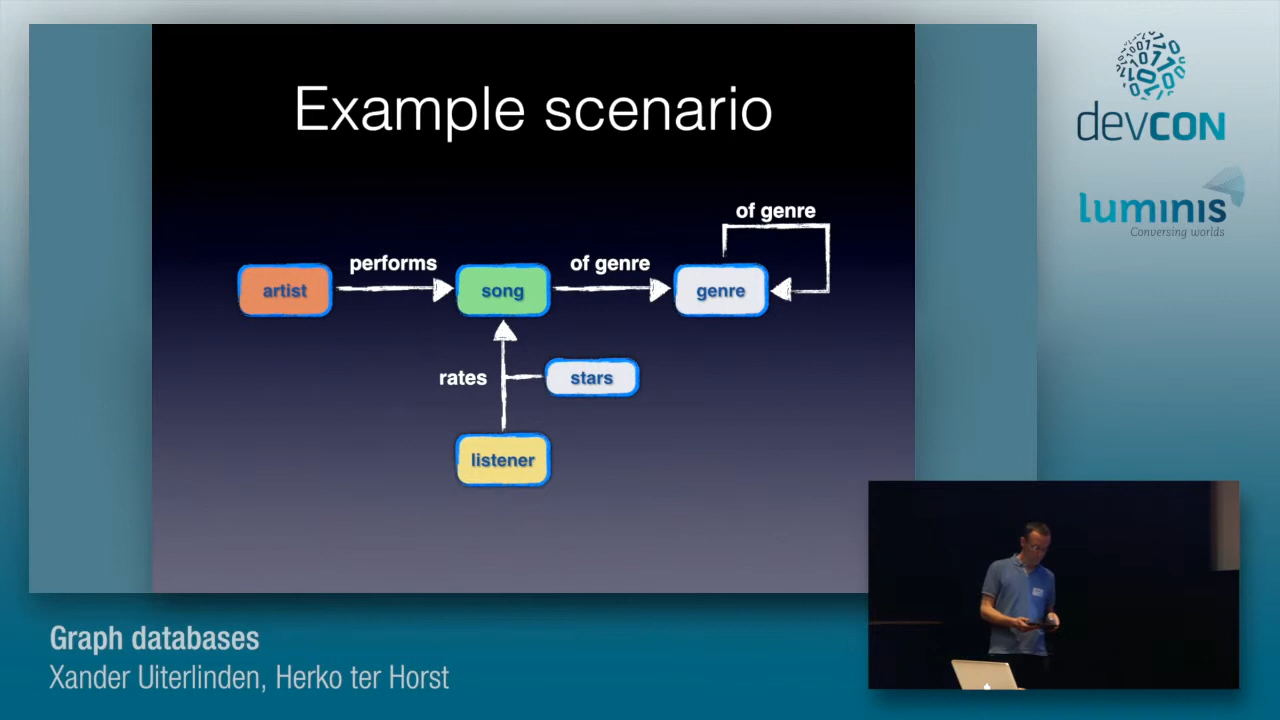 Example scenario
of genre
performs
of genre
artist
song
genre
rates
stars
listener
devCON
luminis
Conversing worlds
Graph databases
Xander Uiterlinden, Herko ter Horst